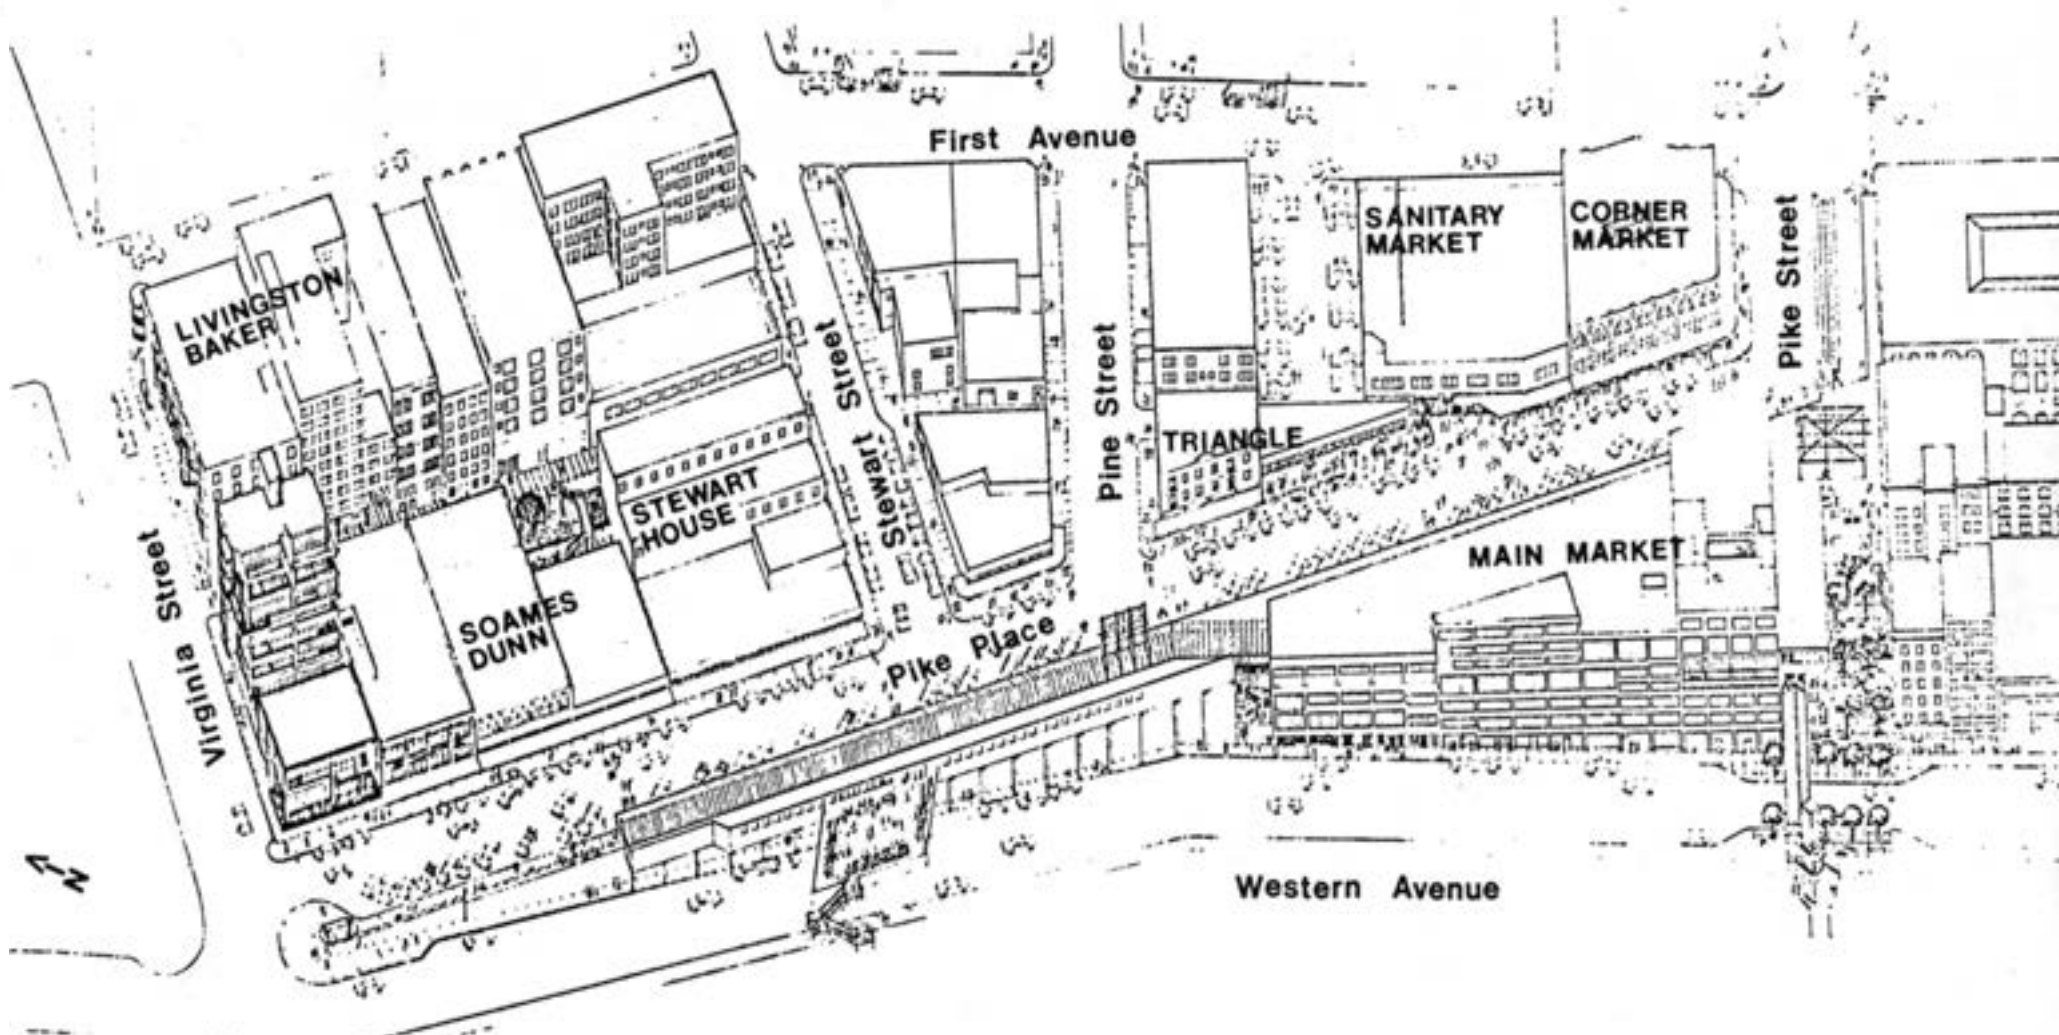 First Avenue
SANITARY
MARKET
CORNER
MARKET
Pike Street
LIVINGSTON
BAKER
Stewart Street
Pine Street
TRIANGLE
STEWART
HOUSE
MAIN MARKET
SOAMES
DUNN
Virginia Street
Pike Place
Western Avenue
N